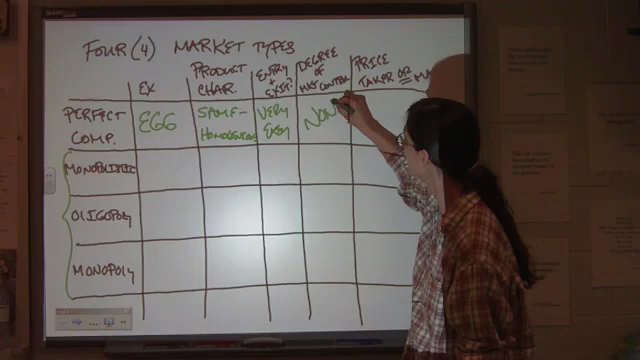 FOUR (4) MARKET TYPES
EX
PRODUCT
CHAR.
ENTRY
+
EXIT?
DEGREE
OF
MKT CONTROL
PRICE
TAKER OR
PERFECT
COMP.
EGG
SAME-
HOMOGENEOUS
VERY
EASY
NON
MONOPOLISTIC
OLIGOPOLY
MONOPOLY